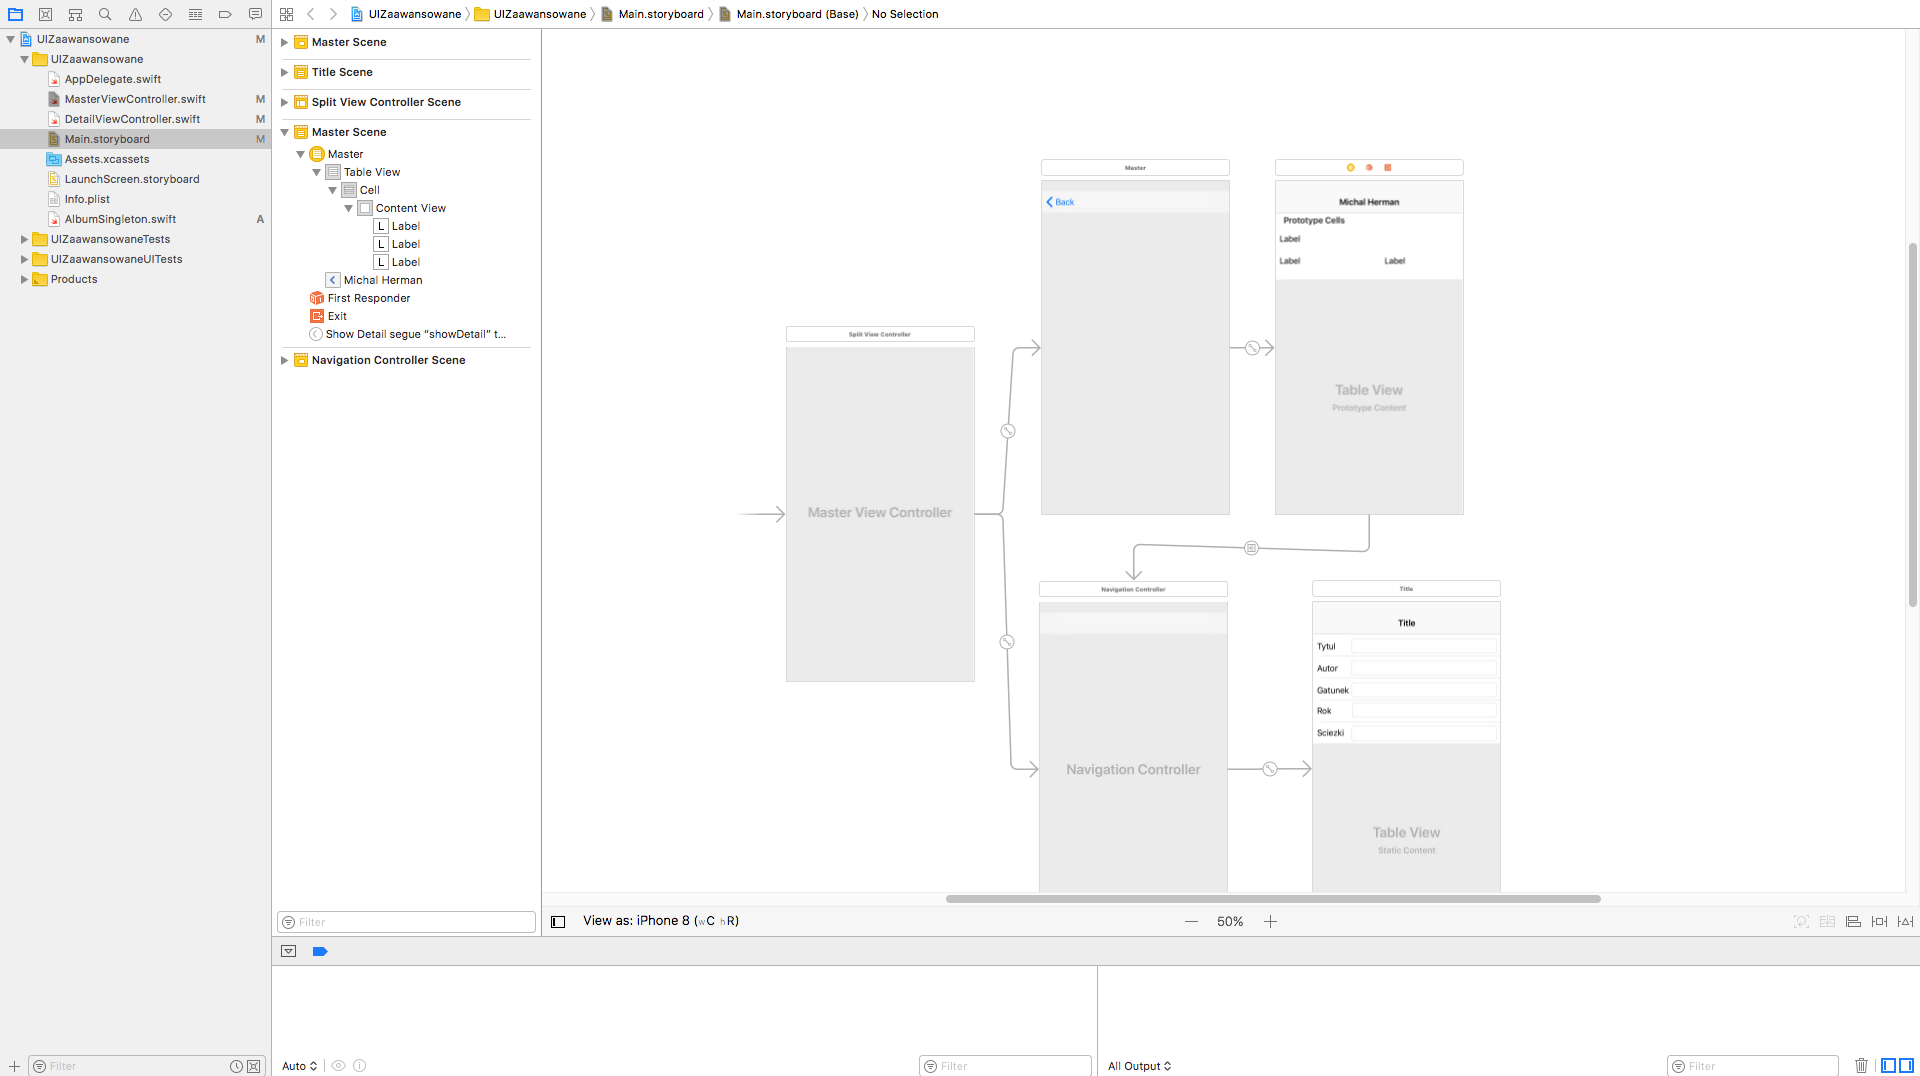 UIZaawansowane 〉 UIZaawansowane 〉 Main.storyboard 〉 Main.storyboard (Base) 〉 No Selection
UIZaawansowane M
UIZaawansowane
AppDelegate.swift
MasterViewController.swift M
DetailViewController.swift M
Main.storyboard M
Assets.xcassets
LaunchScreen.storyboard
Info.plist
AlbumSingleton.swift A
UIZaawansowaneTests
UIZaawansowaneUITests
Products
Filter
Master Scene
Title Scene
Split View Controller Scene
Master Scene
Master
Table View
Cell
Content View
L Label
L Label
L Label
Michal Herman
First Responder
Exit
Show Detail segue “showDetail” t...
Navigation Controller Scene
Filter
Split View Controller
Master View Controller
Master
Back
Michal Herman
Prototype Cells
Label
Label Label
Table View
Prototype Content
Navigation Controller
Navigation Controller
Title
Title
Tytul
Autor
Gatunek
Rok
Sciezki
Table View
Static Content
View as: iPhone 8 (wC hR)
50%
Auto
Filter
All Output
Filter